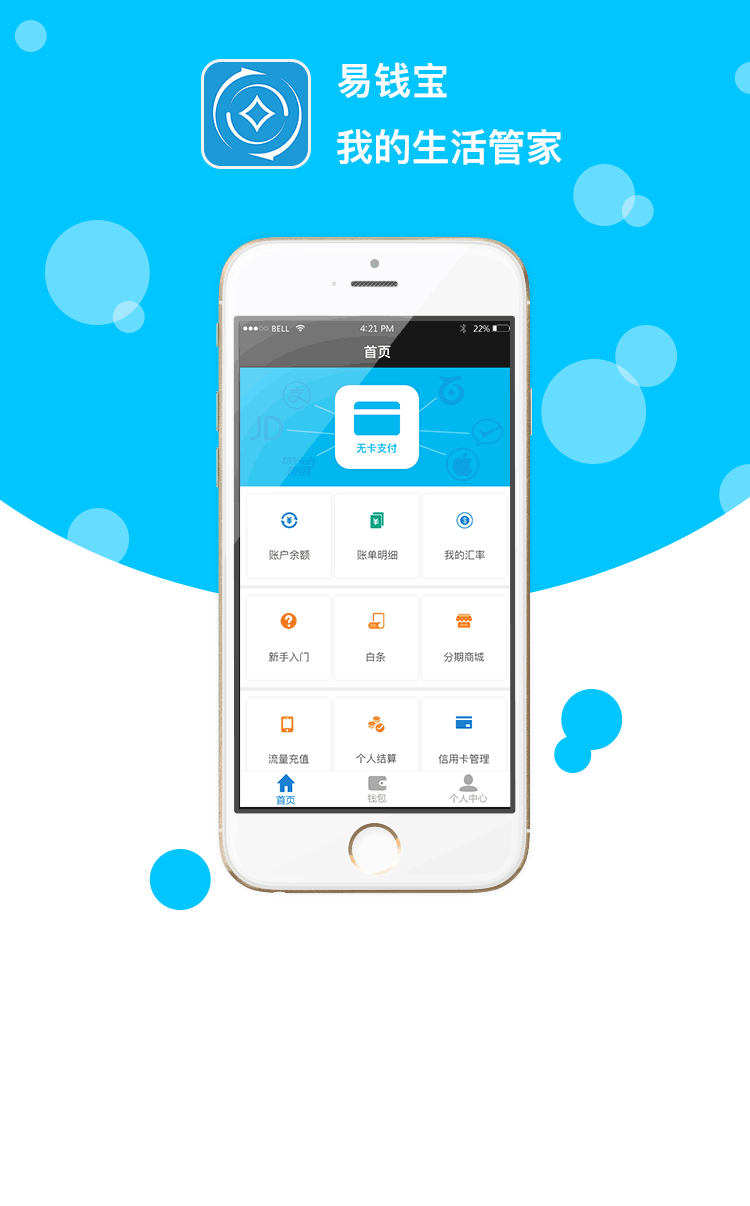 易钱宝
我的生活管家
BELL 4:21 PM 22%
首页
支
JD
无卡支付
账户余额 账单明细 我的汇率
新手入门 白条 分期商城
流量充值 个人结算 信用卡管理
首页 钱包 个人中心